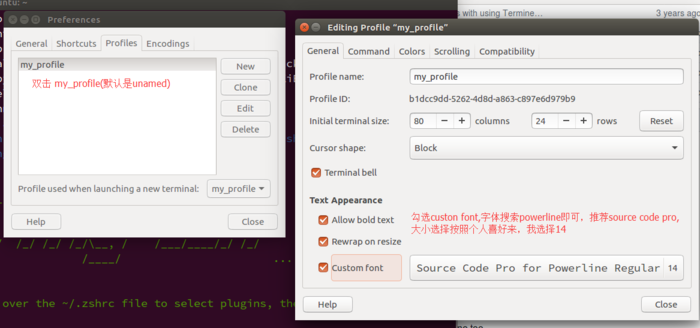 untu: ~
Preferences
General Shortcuts Profiles Encodings
my_profile
双击 my_profile(默认是unamed)
New
Clone
Edit
Delete
Profile used when launching a new terminal: my_profile
Help Close
/_/ /_/ /_/\__, / /___/____/_/ /_/
/____/ ...
over the ~/.zshrc file to select plugins, the
s with using Termine... 3 years ag
Editing Profile “my_profile”
General Command Colors Scrolling Compatibility
Profile name: my_profile
Profile ID: b1dcc9dd-5262-4d8d-a863-c897e6d979b9
Initial terminal size: 80 − + columns 24 − + rows Reset
Cursor shape: Block
Terminal bell
Text Appearance
Allow bold text
勾选custon font,字体搜索powerline即可，推荐source code pro,
大小选择按照个人喜好来，我选择14
Rewrap on resize
Custom font Source Code Pro for Powerline Regular 14
Help Close